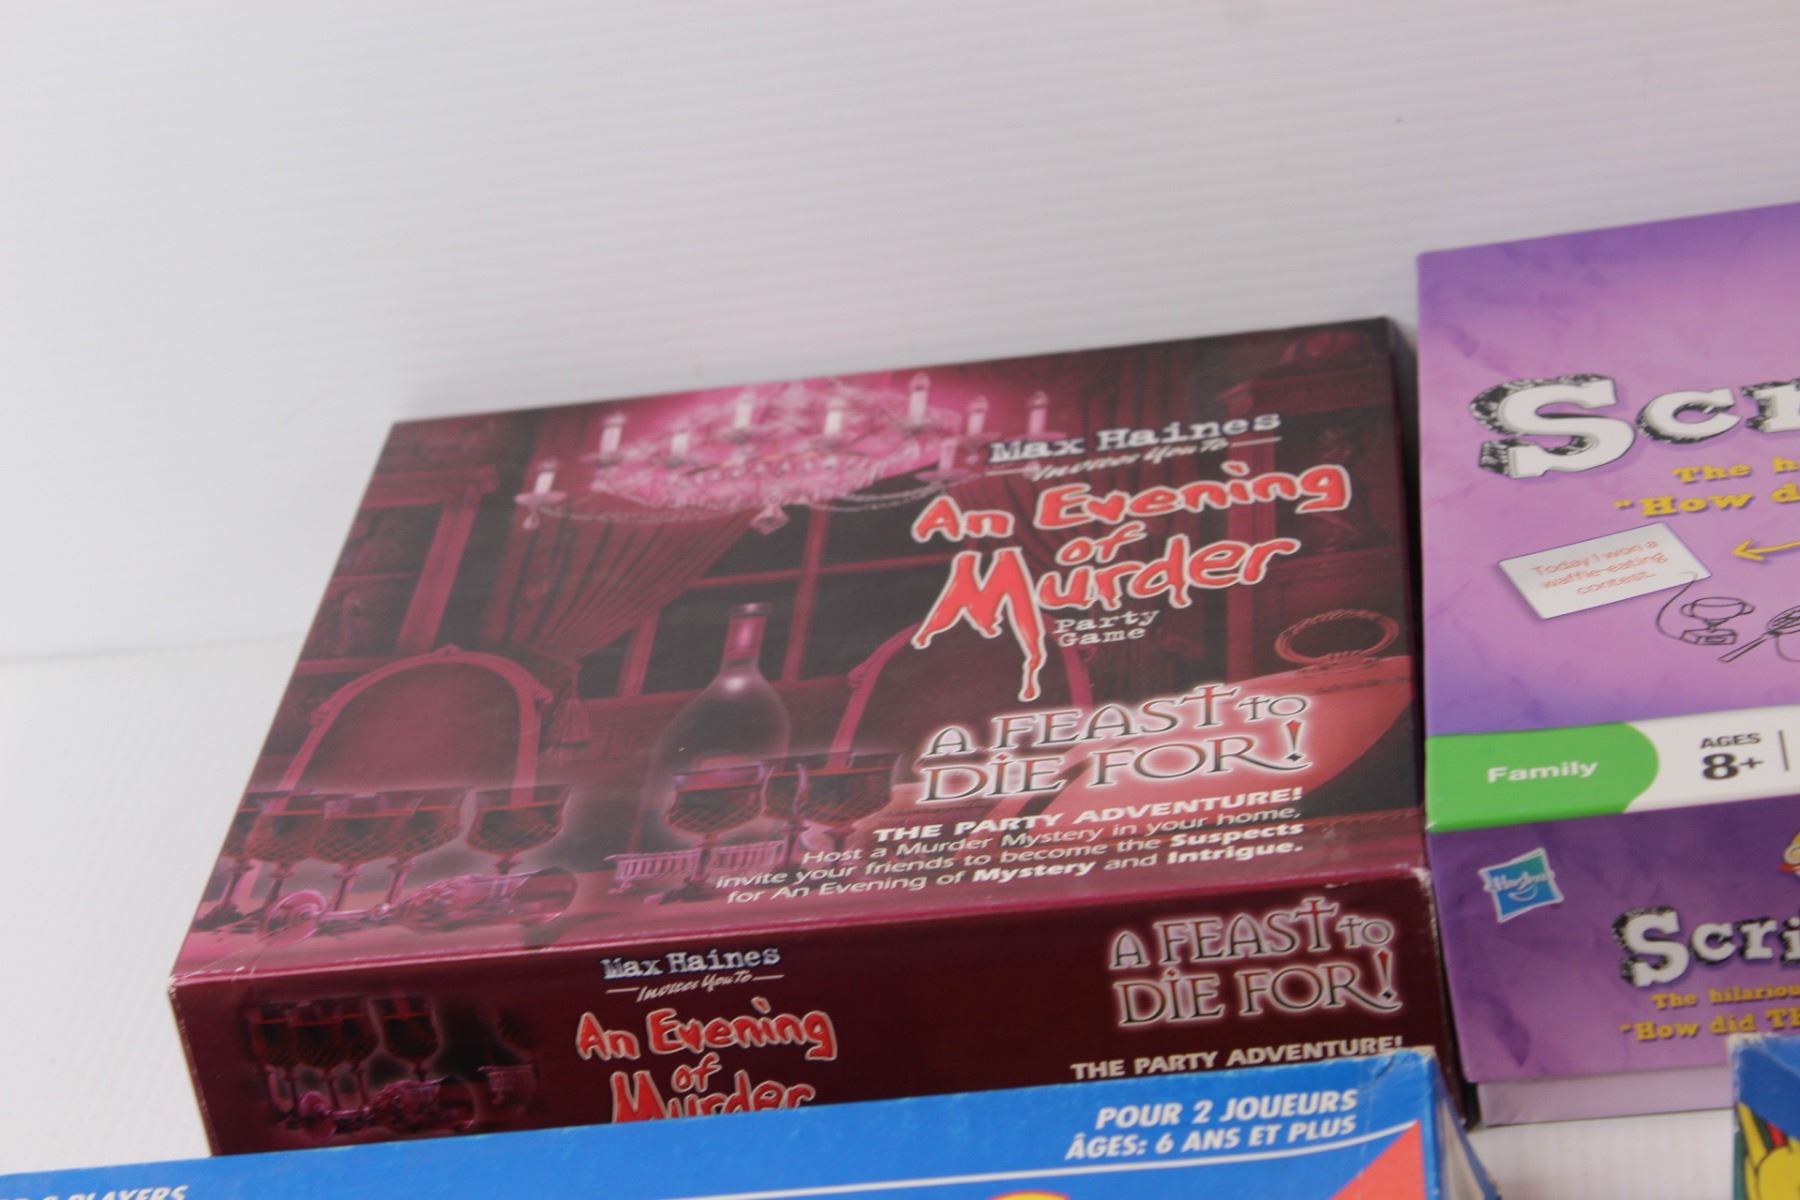 Max Haines
Invites You To
An Evening
of
Murder
Party
Game
A FEAST to
DIE FOR!
THE PARTY ADVENTURE!
Host a Murder Mystery in your home,
invite your friends to become the Suspects
for An Evening of Mystery and Intrigue.
Max Haines
Invites You To
An Evening
of
Murder
A FEAST to
DIE FOR!
THE PARTY ADVENTURE!
Scr
The h
"How d
Today I won a
waffle-eating
contest.
Family
AGES
8+
Hasbro
Scri
The hilario
"How did T
POUR 2 JOUEURS
ÂGES: 6 ANS ET PLUS
PLAYERS